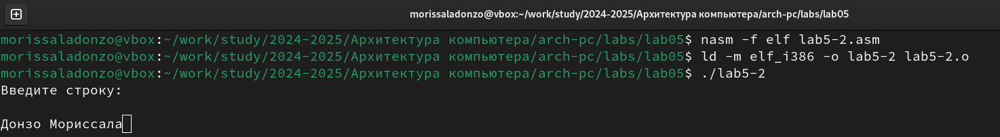 morissaladonzo@vbox:~/work/study/2024-2025/Архитектура компьютера/arch-pc/labs/lab05
morissaladonzo@vbox:~/work/study/2024-2025/Архитектура компьютера/arch-pc/labs/lab05$ nasm -f elf lab5-2.asm
morissaladonzo@vbox:~/work/study/2024-2025/Архитектура компьютера/arch-pc/labs/lab05$ ld -m elf_i386 -o lab5-2 lab5-2.o
morissaladonzo@vbox:~/work/study/2024-2025/Архитектура компьютера/arch-pc/labs/lab05$ ./lab5-2
Введите строку:
Донзо Мориссала